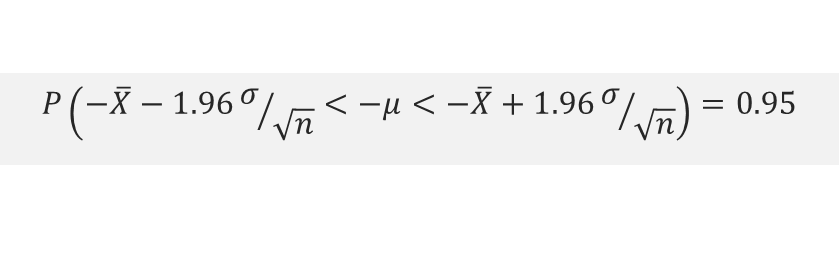 P(−X̄ − 1.96 σ/√n < −μ < −X̄ + 1.96 σ/√n) = 0.95